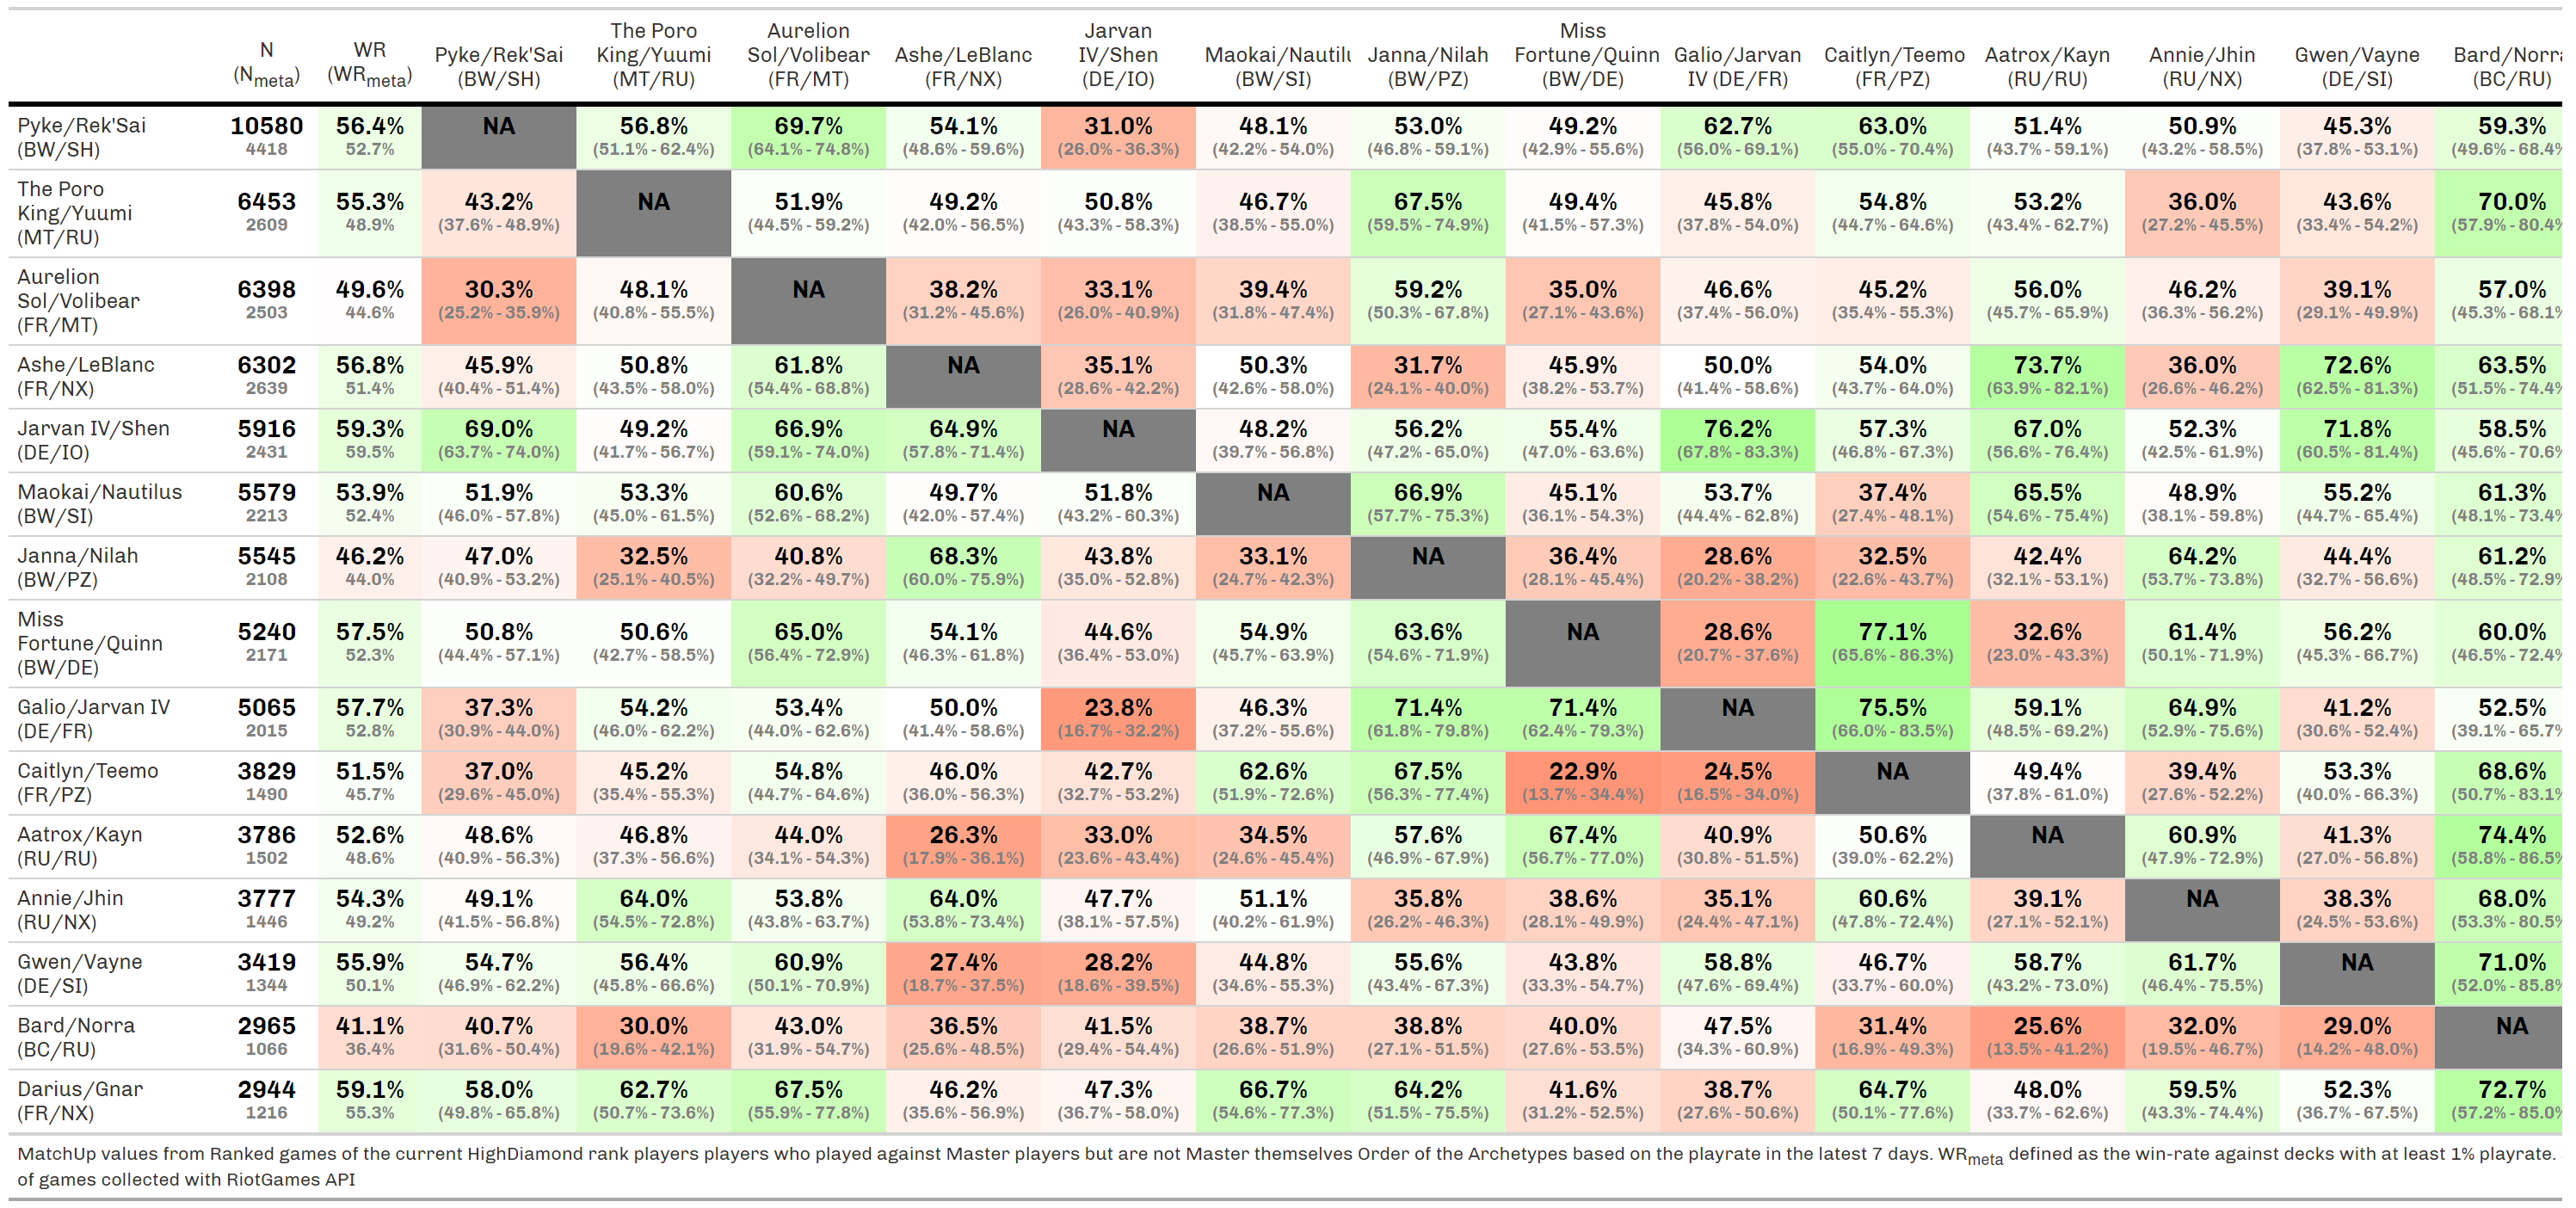 N (Nmeta) WR (WRmeta) Pyke/Rek'Sai (BW/SH) The Poro King/Yuumi (MT/RU) Aurelion Sol/Volibear (FR/MT) Ashe/LeBlanc (FR/NX) Jarvan IV/Shen (DE/IO) Maokai/Nautilu (BW/SI) Janna/Nilah (BW/PZ) Miss Fortune/Quinn (BW/DE) Galio/Jarvan IV (DE/FR) Caitlyn/Teemo (FR/PZ) Aatrox/Kayn (RU/RU) Annie/Jhin (RU/NX) Gwen/Vayne (DE/SI) Bard/Norra (BC/RU)
Pyke/Rek'Sai 10580 56.4% NA 56.8% 69.7% 54.1% 31.0% 48.1% 53.0% 49.2% 62.7% 63.0% 51.4% 50.9% 45.3% 59.3%
(BW/SH) 4418 52.7% (51.1% - 62.4%) (64.1% - 74.8%) (48.6% - 59.6%) (26.0% - 36.3%) (42.2% - 54.0%) (46.8% - 59.1%) (42.9% - 55.6%) (56.0% - 69.1%) (55.0% - 70.4%) (43.7% - 59.1%) (43.2% - 58.5%) (37.8% - 53.1%) (49.6% - 68.4%
The Poro
King/Yuumi 6453 55.3% 43.2% NA 51.9% 49.2% 50.8% 46.7% 67.5% 49.4% 45.8% 54.8% 53.2% 36.0% 43.6% 70.0%
(MT/RU) 2609 48.9% (37.6% - 48.9%) (44.5% - 59.2%) (42.0% - 56.5%) (43.3% - 58.3%) (38.5% - 55.0%) (59.5% - 74.9%) (41.5% - 57.3%) (37.8% - 54.0%) (44.7% - 64.6%) (43.4% - 62.7%) (27.2% - 45.5%) (33.4% - 54.2%) (57.9% - 80.4%
Aurelion
Sol/Volibear 6398 49.6% 30.3% 48.1% NA 38.2% 33.1% 39.4% 59.2% 35.0% 46.6% 45.2% 56.0% 46.2% 39.1% 57.0%
(FR/MT) 2503 44.6% (25.2% - 35.9%) (40.8% - 55.5%) (31.2% - 45.6%) (26.0% - 40.9%) (31.8% - 47.4%) (50.3% - 67.8%) (27.1% - 43.6%) (37.4% - 56.0%) (35.4% - 55.3%) (45.7% - 65.9%) (36.3% - 56.2%) (29.1% - 49.9%) (45.3% - 68.1%
Ashe/LeBlanc 6302 56.8% 45.9% 50.8% 61.8% NA 35.1% 50.3% 31.7% 45.9% 50.0% 54.0% 73.7% 36.0% 72.6% 63.5%
(FR/NX) 2639 51.4% (40.4% - 51.4%) (43.5% - 58.0%) (54.4% - 68.8%) (28.6% - 42.2%) (42.6% - 58.0%) (24.1% - 40.0%) (38.2% - 53.7%) (41.4% - 58.6%) (43.7% - 64.0%) (63.9% - 82.1%) (26.6% - 46.2%) (62.5% - 81.3%) (51.5% - 74.4%
Jarvan IV/Shen 5916 59.3% 69.0% 49.2% 66.9% 64.9% NA 48.2% 56.2% 55.4% 76.2% 57.3% 67.0% 52.3% 71.8% 58.5%
(DE/IO) 2431 59.5% (63.7% - 74.0%) (41.7% - 56.7%) (59.1% - 74.0%) (57.8% - 71.4%) (39.7% - 56.8%) (47.2% - 65.0%) (47.0% - 63.6%) (67.8% - 83.3%) (46.8% - 67.3%) (56.6% - 76.4%) (42.5% - 61.9%) (60.5% - 81.4%) (45.6% - 70.6%
Maokai/Nautilus 5579 53.9% 51.9% 53.3% 60.6% 49.7% 51.8% NA 66.9% 45.1% 53.7% 37.4% 65.5% 48.9% 55.2% 61.3%
(BW/SI) 2213 52.4% (46.0% - 57.8%) (45.0% - 61.5%) (52.6% - 68.2%) (42.0% - 57.4%) (43.2% - 60.3%) (57.7% - 75.3%) (36.1% - 54.3%) (44.4% - 62.8%) (27.4% - 48.1%) (54.6% - 75.4%) (38.1% - 59.8%) (44.7% - 65.4%) (48.1% - 73.4%
Janna/Nilah 5545 46.2% 47.0% 32.5% 40.8% 68.3% 43.8% 33.1% NA 36.4% 28.6% 32.5% 42.4% 64.2% 44.4% 61.2%
(BW/PZ) 2108 44.0% (40.9% - 53.2%) (25.1% - 40.5%) (32.2% - 49.7%) (60.0% - 75.9%) (35.0% - 52.8%) (24.7% - 42.3%) (28.1% - 45.4%) (20.2% - 38.2%) (22.6% - 43.7%) (32.1% - 53.1%) (53.7% - 73.8%) (32.7% - 56.6%) (48.5% - 72.9%
Miss
Fortune/Quinn 5240 57.5% 50.8% 50.6% 65.0% 54.1% 44.6% 54.9% 63.6% NA 28.6% 77.1% 32.6% 61.4% 56.2% 60.0%
(BW/DE) 2171 52.3% (44.4% - 57.1%) (42.7% - 58.5%) (56.4% - 72.9%) (46.3% - 61.8%) (36.4% - 53.0%) (45.7% - 63.9%) (54.6% - 71.9%) (20.7% - 37.6%) (65.6% - 86.3%) (23.0% - 43.3%) (50.1% - 71.9%) (45.3% - 66.7%) (46.5% - 72.4%
Galio/Jarvan IV 5065 57.7% 37.3% 54.2% 53.4% 50.0% 23.8% 46.3% 71.4% 71.4% NA 75.5% 59.1% 64.9% 41.2% 52.5%
(DE/FR) 2015 52.8% (30.9% - 44.0%) (46.0% - 62.2%) (44.0% - 62.6%) (41.4% - 58.6%) (16.7% - 32.2%) (37.2% - 55.6%) (61.8% - 79.8%) (62.4% - 79.3%) (66.0% - 83.5%) (48.5% - 69.2%) (52.9% - 75.6%) (30.6% - 52.4%) (39.1% - 65.7%
Caitlyn/Teemo 3829 51.5% 37.0% 45.2% 54.8% 46.0% 42.7% 62.6% 67.5% 22.9% 24.5% NA 49.4% 39.4% 53.3% 68.6%
(FR/PZ) 1490 45.7% (29.6% - 45.0%) (35.4% - 55.3%) (44.7% - 64.6%) (36.0% - 56.3%) (32.7% - 53.2%) (51.9% - 72.6%) (56.3% - 77.4%) (13.7% - 34.4%) (16.5% - 34.0%) (37.8% - 61.0%) (27.6% - 52.2%) (40.0% - 66.3%) (50.7% - 83.1%
Aatrox/Kayn 3786 52.6% 48.6% 46.8% 44.0% 26.3% 33.0% 34.5% 57.6% 67.4% 40.9% 50.6% NA 60.9% 41.3% 74.4%
(RU/RU) 1502 48.6% (40.9% - 56.3%) (37.3% - 56.6%) (34.1% - 54.3%) (17.9% - 36.1%) (23.6% - 43.4%) (24.6% - 45.4%) (46.9% - 67.9%) (56.7% - 77.0%) (30.8% - 51.5%) (39.0% - 62.2%) (47.9% - 72.9%) (27.0% - 56.8%) (58.8% - 86.5%
Annie/Jhin 3777 54.3% 49.1% 64.0% 53.8% 64.0% 47.7% 51.1% 35.8% 38.6% 35.1% 60.6% 39.1% NA 38.3% 68.0%
(RU/NX) 1446 49.2% (41.5% - 56.8%) (54.5% - 72.8%) (43.8% - 63.7%) (53.8% - 73.4%) (38.1% - 57.5%) (40.2% - 61.9%) (26.2% - 46.3%) (28.1% - 49.9%) (24.4% - 47.1%) (47.8% - 72.4%) (27.1% - 52.1%) (24.5% - 53.6%) (53.3% - 80.5%
Gwen/Vayne 3419 55.9% 54.7% 56.4% 60.9% 27.4% 28.2% 44.8% 55.6% 43.8% 58.8% 46.7% 58.7% 61.7% NA 71.0%
(DE/SI) 1344 50.1% (46.9% - 62.2%) (45.8% - 66.6%) (50.1% - 70.9%) (18.7% - 37.5%) (18.6% - 39.5%) (34.6% - 55.3%) (43.4% - 67.3%) (33.3% - 54.7%) (47.6% - 69.4%) (33.7% - 60.0%) (43.2% - 73.0%) (46.4% - 75.5%) (52.0% - 85.8%
Bard/Norra 2965 41.1% 40.7% 30.0% 43.0% 36.5% 41.5% 38.7% 38.8% 40.0% 47.5% 31.4% 25.6% 32.0% 29.0% NA
(BC/RU) 1066 36.4% (31.6% - 50.4%) (19.6% - 42.1%) (31.9% - 54.7%) (25.6% - 48.5%) (29.4% - 54.4%) (26.6% - 51.9%) (27.1% - 51.5%) (27.6% - 53.5%) (34.3% - 60.9%) (16.9% - 49.3%) (13.5% - 41.2%) (19.5% - 46.7%) (14.2% - 48.0%)
Darius/Gnar 2944 59.1% 58.0% 62.7% 67.5% 46.2% 47.3% 66.7% 64.2% 41.6% 38.7% 64.7% 48.0% 59.5% 52.3% 72.7%
(FR/NX) 1216 55.3% (49.8% - 65.8%) (50.7% - 73.6%) (55.9% - 77.8%) (35.6% - 56.9%) (36.7% - 58.0%) (54.6% - 77.3%) (51.5% - 75.5%) (31.2% - 52.5%) (27.6% - 50.6%) (50.1% - 77.6%) (33.7% - 62.6%) (43.3% - 74.4%) (36.7% - 67.5%) (57.2% - 85.0%
MatchUp values from Ranked games of the current HighDiamond rank players players who played against Master players but are not Master themselves Order of the Archetypes based on the playrate in the latest 7 days. WRmeta defined as the win-rate against decks with at least 1% playrate.
of games collected with RiotGames API